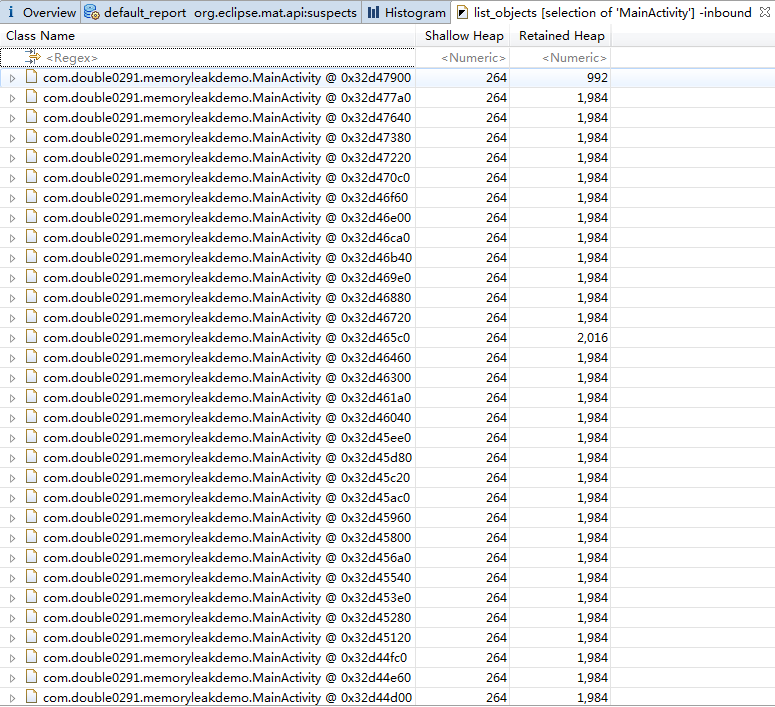 i Overview default_report org.eclipse.mat.api:suspects Histogram list_objects [selection of 'MainActivity'] -inbound
Class Name Shallow Heap Retained Heap
<Regex> <Numeric> <Numeric>
com.double0291.memoryleakdemo.MainActivity @ 0x32d47900 264 992
com.double0291.memoryleakdemo.MainActivity @ 0x32d477a0 264 1,984
com.double0291.memoryleakdemo.MainActivity @ 0x32d47640 264 1,984
com.double0291.memoryleakdemo.MainActivity @ 0x32d47380 264 1,984
com.double0291.memoryleakdemo.MainActivity @ 0x32d47220 264 1,984
com.double0291.memoryleakdemo.MainActivity @ 0x32d470c0 264 1,984
com.double0291.memoryleakdemo.MainActivity @ 0x32d46f60 264 1,984
com.double0291.memoryleakdemo.MainActivity @ 0x32d46e00 264 1,984
com.double0291.memoryleakdemo.MainActivity @ 0x32d46ca0 264 1,984
com.double0291.memoryleakdemo.MainActivity @ 0x32d46b40 264 1,984
com.double0291.memoryleakdemo.MainActivity @ 0x32d469e0 264 1,984
com.double0291.memoryleakdemo.MainActivity @ 0x32d46880 264 1,984
com.double0291.memoryleakdemo.MainActivity @ 0x32d46720 264 1,984
com.double0291.memoryleakdemo.MainActivity @ 0x32d465c0 264 2,016
com.double0291.memoryleakdemo.MainActivity @ 0x32d46460 264 1,984
com.double0291.memoryleakdemo.MainActivity @ 0x32d46300 264 1,984
com.double0291.memoryleakdemo.MainActivity @ 0x32d461a0 264 1,984
com.double0291.memoryleakdemo.MainActivity @ 0x32d46040 264 1,984
com.double0291.memoryleakdemo.MainActivity @ 0x32d45ee0 264 1,984
com.double0291.memoryleakdemo.MainActivity @ 0x32d45d80 264 1,984
com.double0291.memoryleakdemo.MainActivity @ 0x32d45c20 264 1,984
com.double0291.memoryleakdemo.MainActivity @ 0x32d45ac0 264 1,984
com.double0291.memoryleakdemo.MainActivity @ 0x32d45960 264 1,984
com.double0291.memoryleakdemo.MainActivity @ 0x32d45800 264 1,984
com.double0291.memoryleakdemo.MainActivity @ 0x32d456a0 264 1,984
com.double0291.memoryleakdemo.MainActivity @ 0x32d45540 264 1,984
com.double0291.memoryleakdemo.MainActivity @ 0x32d453e0 264 1,984
com.double0291.memoryleakdemo.MainActivity @ 0x32d45280 264 1,984
com.double0291.memoryleakdemo.MainActivity @ 0x32d45120 264 1,984
com.double0291.memoryleakdemo.MainActivity @ 0x32d44fc0 264 1,984
com.double0291.memoryleakdemo.MainActivity @ 0x32d44e60 264 1,984
com.double0291.memoryleakdemo.MainActivity @ 0x32d44d00 264 1,984